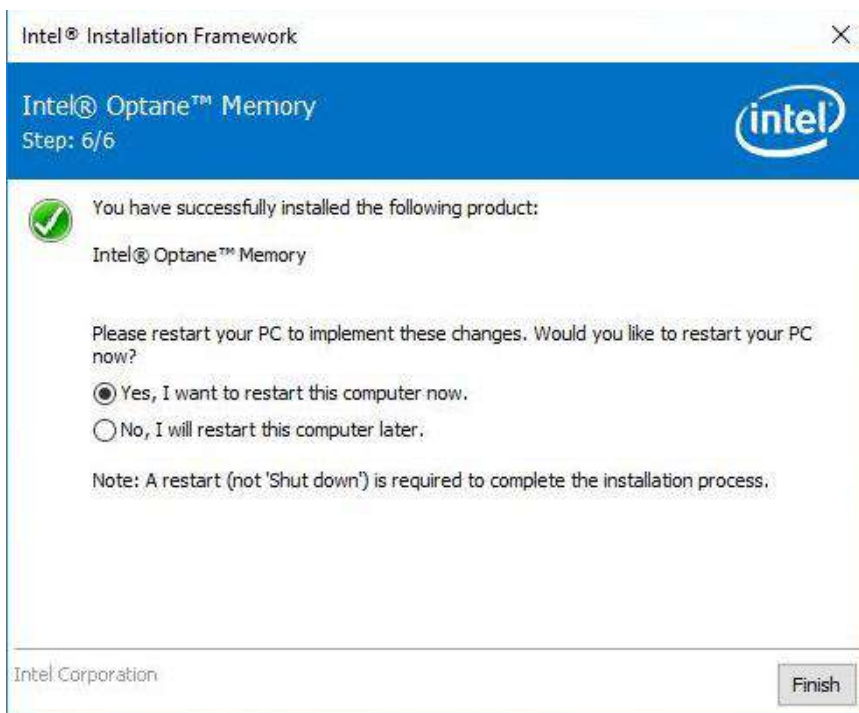 Intel® Installation Framework
Intel® Optane™ Memory
Step: 6/6
intel
You have successfully installed the following product:
Intel® Optane™ Memory
Please restart your PC to implement these changes. Would you like to restart your PC
now?
Yes, I want to restart this computer now.
No, I will restart this computer later.
Note: A restart (not 'Shut down') is required to complete the installation process.
Intel Corporation
Finish